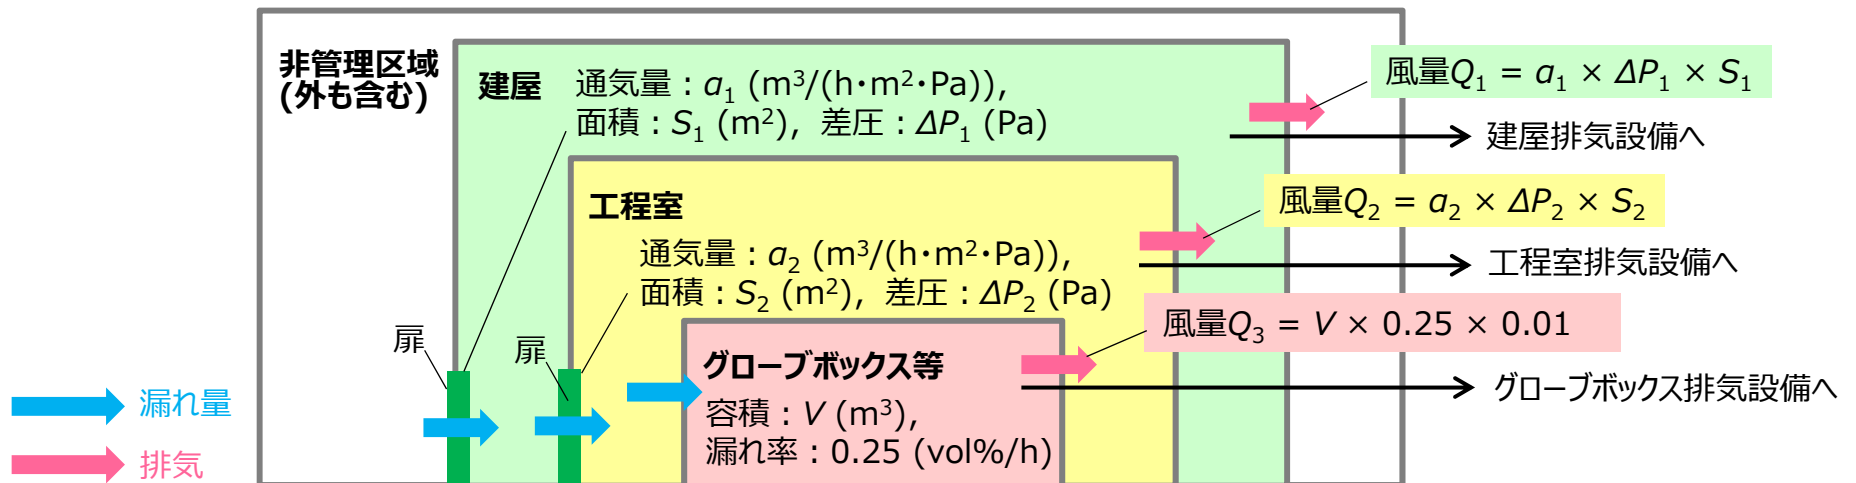 非管理区域
(外も含む)
建屋
通気量：a₁ (m³/(h･m²･Pa)),
面積：S₁ (m²), 差圧：ΔP₁ (Pa)
風量Q₁ = a₁ × ΔP₁ × S₁
建屋排気設備へ
工程室
通気量：a₂ (m³/(h･m²･Pa)),
面積：S₂ (m²), 差圧：ΔP₂ (Pa)
風量Q₂ = a₂ × ΔP₂ × S₂
工程室排気設備へ
扉
扉
グローブボックス等
容積：V (m³),
漏れ率：0.25 (vol%/h)
風量Q₃ = V × 0.25 × 0.01
グローブボックス排気設備へ
漏れ量
排気